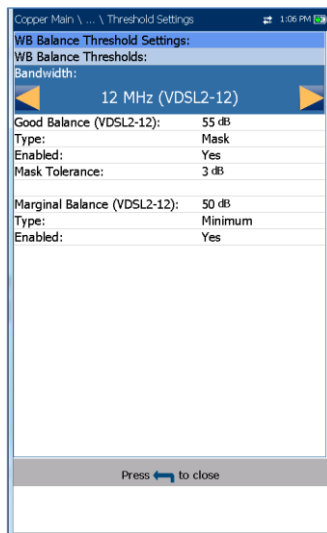 Copper Main \ ... \ Threshold Settings 1:06 PM
WB Balance Threshold Settings:
WB Balance Thresholds:
Bandwidth:
12 MHz (VDSL2-12)
Good Balance (VDSL2-12): 55 dB
Type: Mask
Enabled: Yes
Mask Tolerance: 3 dB
Marginal Balance (VDSL2-12): 50 dB
Type: Minimum
Enabled: Yes
Press to close